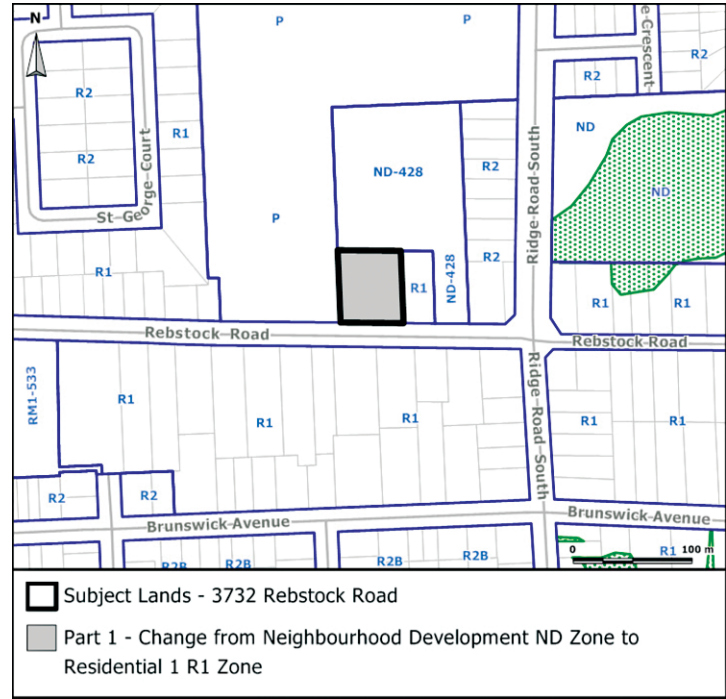 N
P
P
e Crescent
R2
R2
R2
R1
R2
St George Court
ND
ND-428
R2
ND
P
Ridge Road South
R2
R1
R1
ND-428
R1
R1
Rebstock Road
Rebstock Road
RM1-533
R1
R1
R1
Ridge Road South
R1
R1
R2
R2
Brunswick Avenue
Brunswick Avenue
R2B
R2B
R2B
R2B
R1
0
100 m
Subject Lands - 3732 Rebstock Road
Part 1 - Change from Neighbourhood Development ND Zone to
Residential 1 R1 Zone